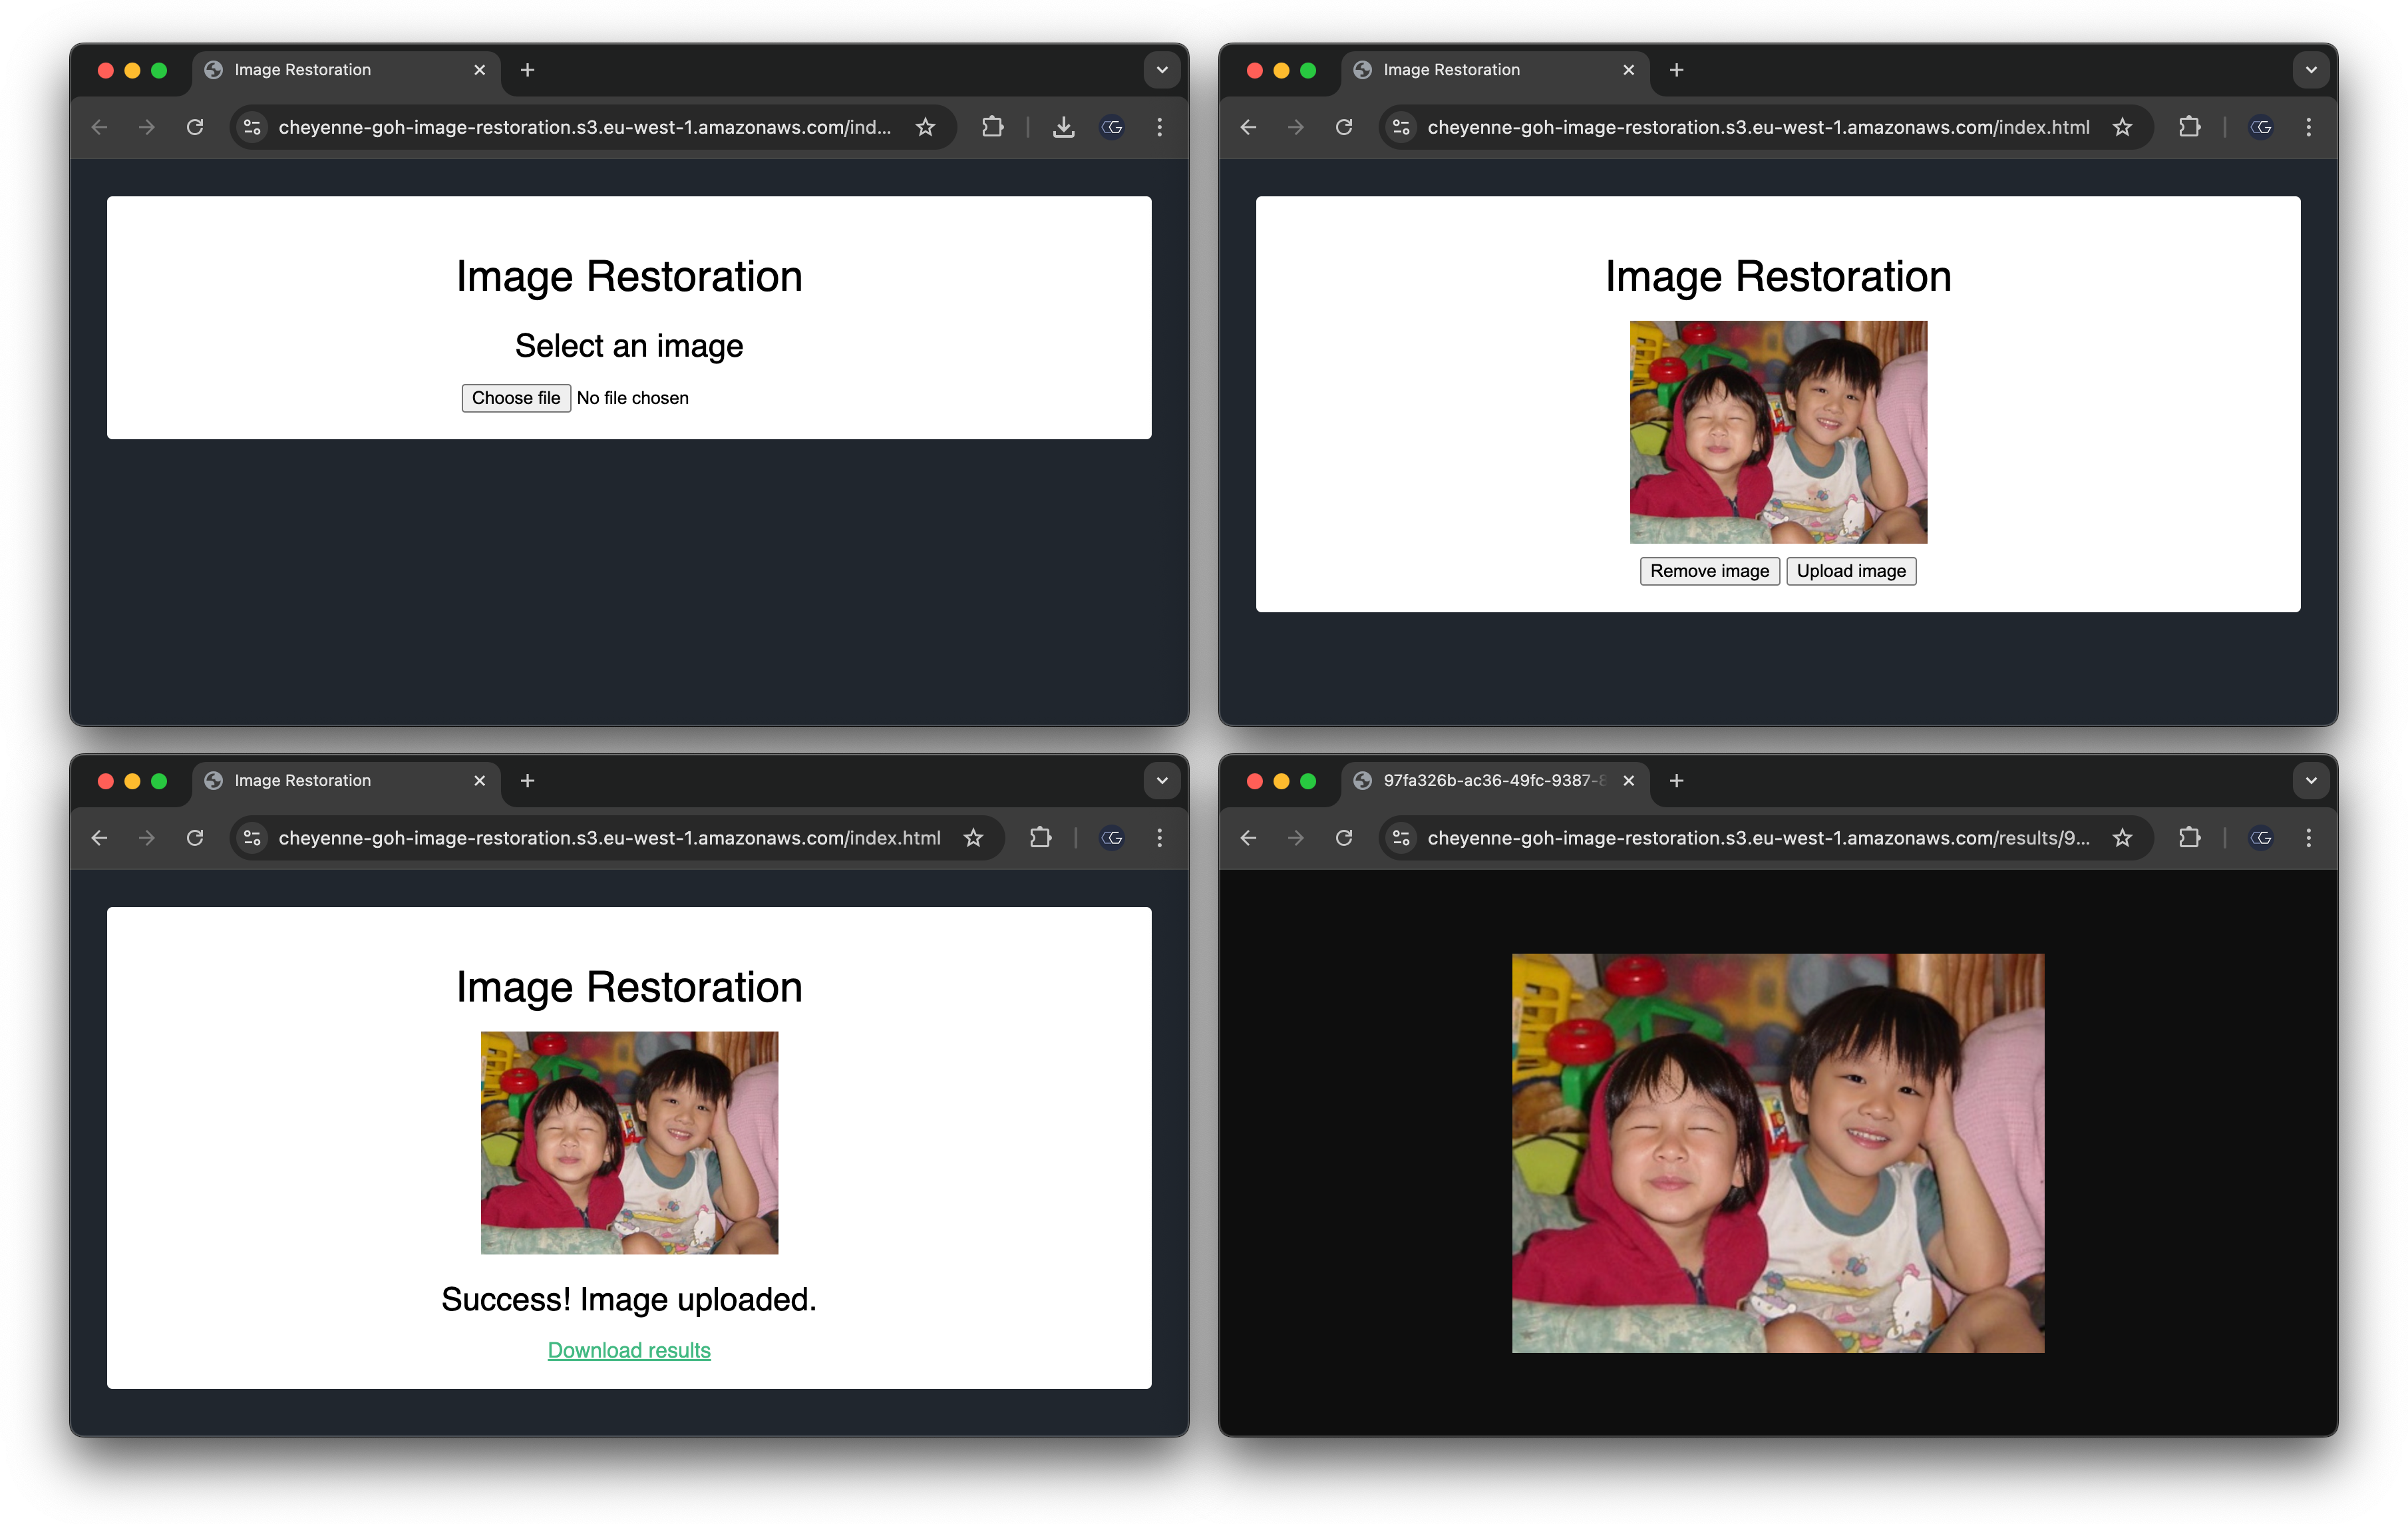 Image Restoration
cheyenne-goh-image-restoration.s3.eu-west-1.amazonaws.com/ind...
Image Restoration
Select an image
Choose file No file chosen
Image Restoration
cheyenne-goh-image-restoration.s3.eu-west-1.amazonaws.com/index.html
Image Restoration
Remove image Upload image
Image Restoration
cheyenne-goh-image-restoration.s3.eu-west-1.amazonaws.com/index.html
Image Restoration
Success! Image uploaded.
Download results
97fa326b-ac36-49fc-9387-8
cheyenne-goh-image-restoration.s3.eu-west-1.amazonaws.com/results/9...